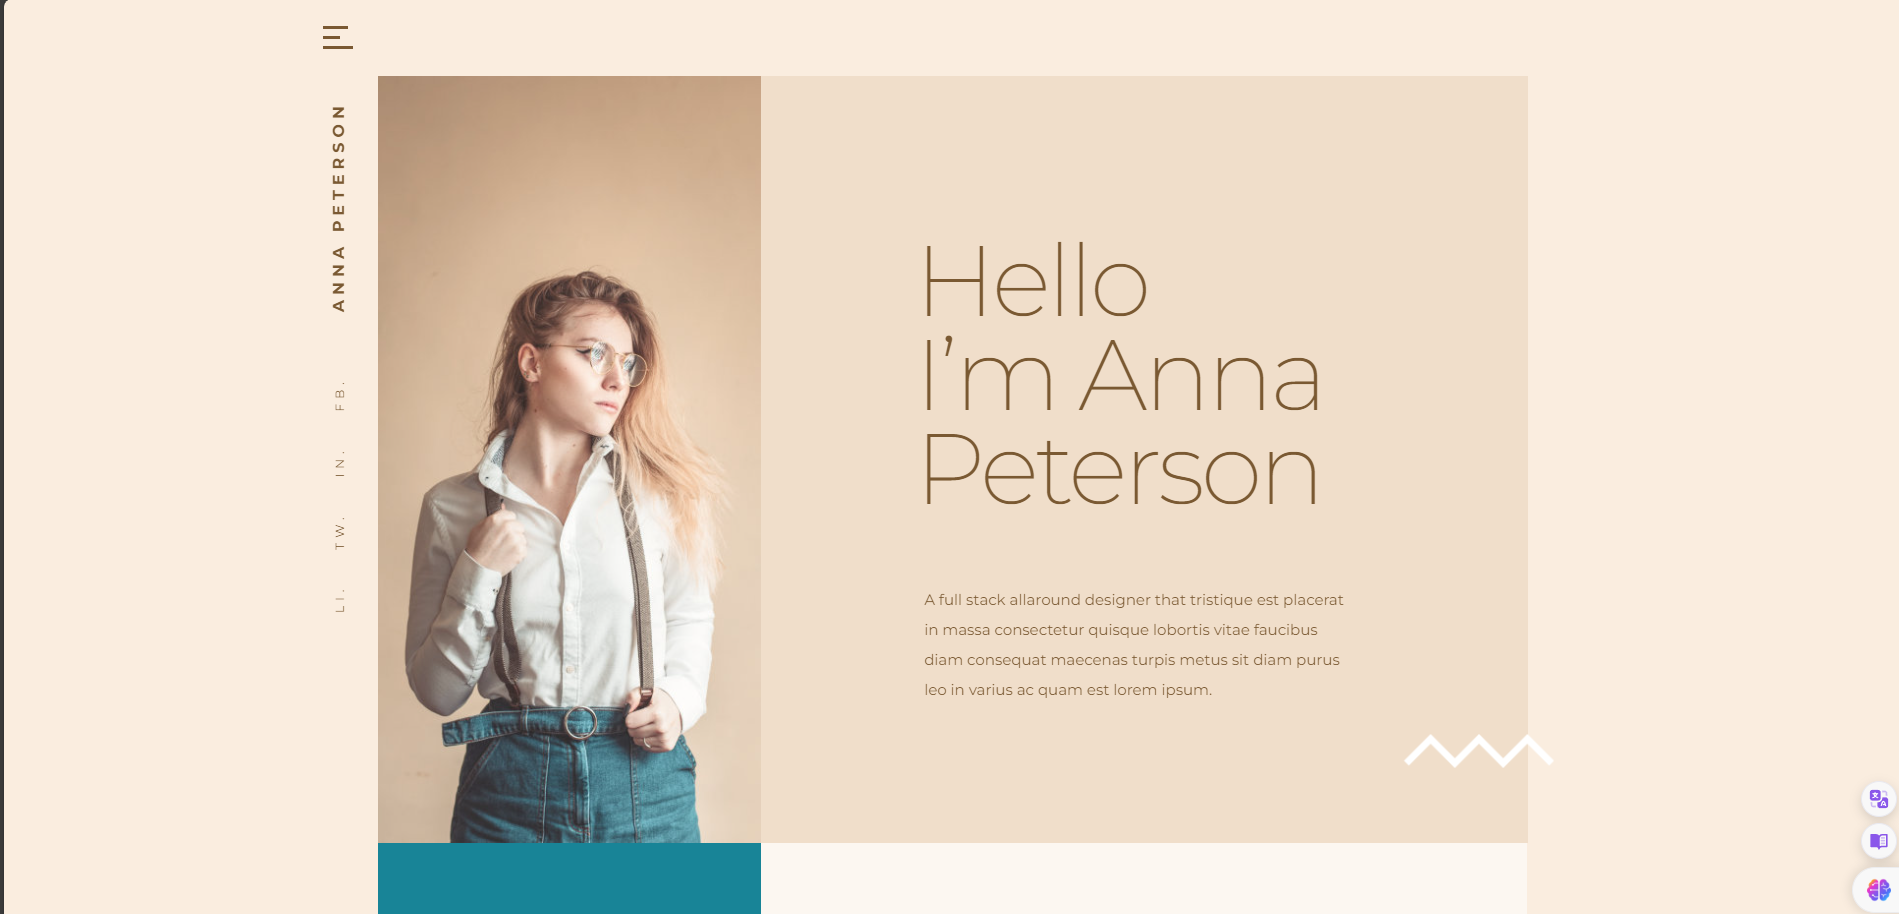 ANNA PETERSON
FB.
IN.
TW.
LI.
Hello
I’m Anna
Peterson
A full stack allaround designer that tristique est placerat
in massa consectetur quisque lobortis vitae faucibus
diam consequat maecenas turpis metus sit diam purus
leo in varius ac quam est lorem ipsum.